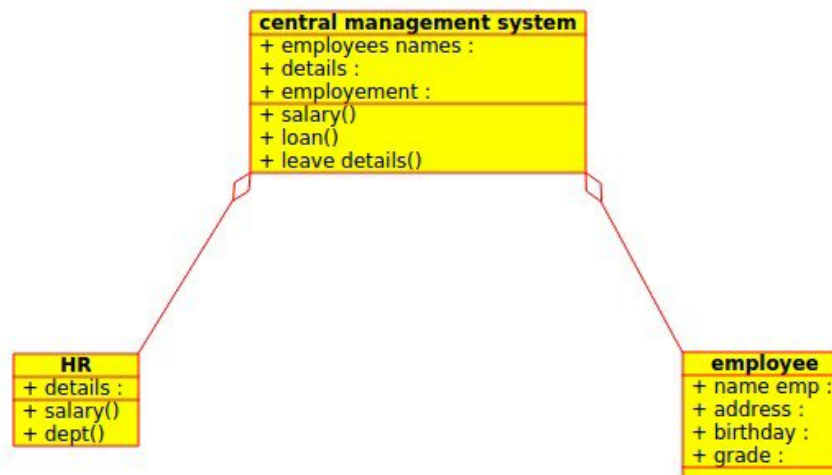 central management system
+ employees names :
+ details :
+ employement :
+ salary()
+ loan()
+ leave details()
HR
+ details :
+ salary()
+ dept()
employee
+ name emp :
+ address :
+ birthday :
+ grade :